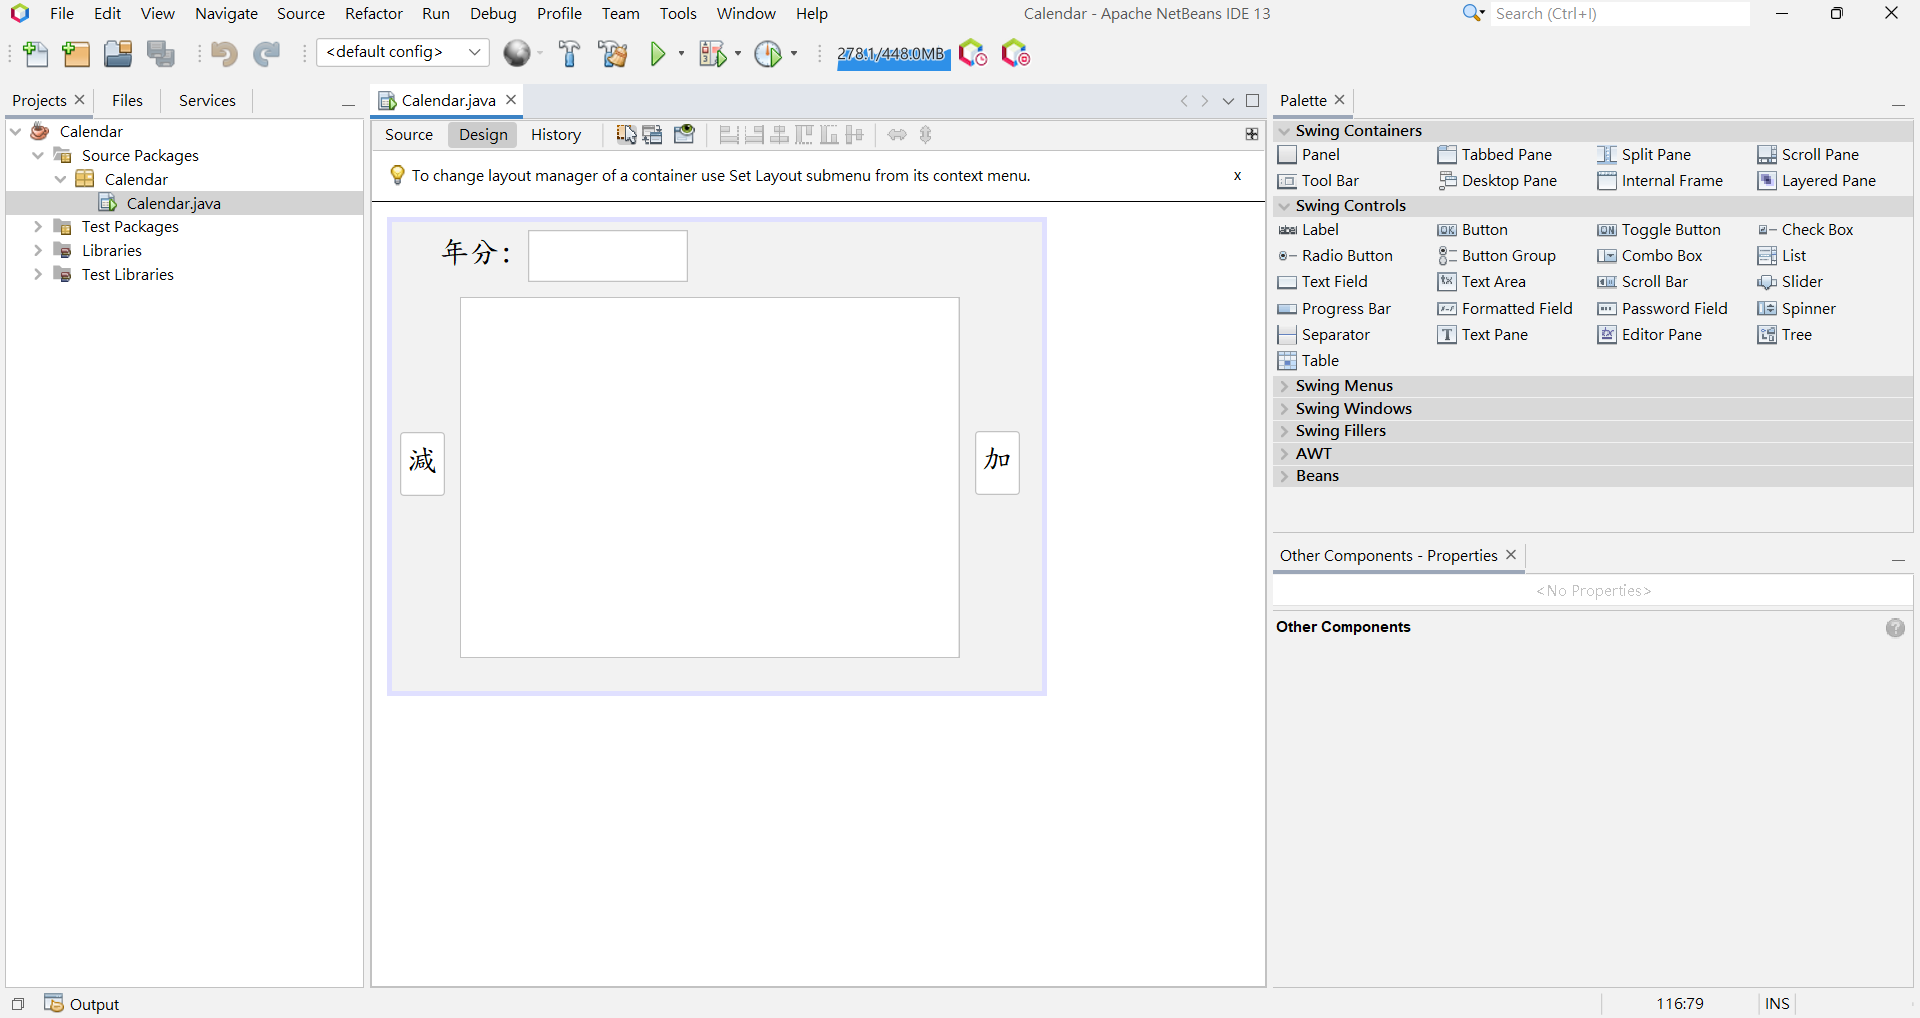 File Edit View Navigate Source Refactor Run Debug Profile Team Tools Window Help
Calendar - Apache NetBeans IDE 13
Search (Ctrl+I)
<default config>
278.1/448.0MB
Projects Files Services
Calendar.java
Palette
Calendar
Source Packages
Calendar
Calendar.java
Test Packages
Libraries
Test Libraries
Source Design History
To change layout manager of a container use Set Layout submenu from its context menu.
x
年分：
減
加
Swing Containers
Panel Tabbed Pane Split Pane Scroll Pane
Tool Bar Desktop Pane Internal Frame Layered Pane
Swing Controls
Label Button Toggle Button Check Box
Radio Button Button Group Combo Box List
Text Field Text Area Scroll Bar Slider
Progress Bar Formatted Field Password Field Spinner
Separator Text Pane Editor Pane Tree
Table
Swing Menus
Swing Windows
Swing Fillers
AWT
Beans
Other Components - Properties
<No Properties>
Other Components
Output
116:79
INS